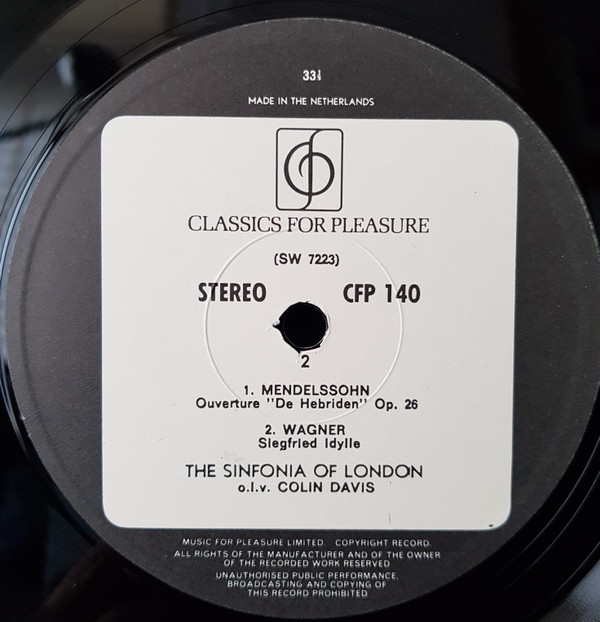 33⅓
MADE IN THE NETHERLANDS
CLASSICS FOR PLEASURE
(SW 7223)
STEREO CFP 140
2
1. MENDELSSOHN
Ouverture "De Hebriden" Op. 26
2. WAGNER
Siegfried Idylle
THE SINFONIA OF LONDON
o.l.v. COLIN DAVIS
MUSIC FOR PLEASURE LIMITED. COPYRIGHT RECORD.
ALL RIGHTS OF THE MANUFACTURER AND OF THE OWNER
OF THE RECORDED WORK RESERVED
UNAUTHORISED PUBLIC PERFORMANCE,
BROADCASTING AND COPYING OF
THIS RECORD PROHIBITED